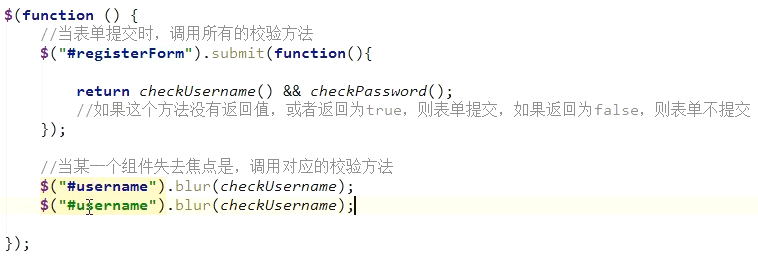 $(function () {
//当表单提交时，调用所有的校验方法
$("#registerForm").submit(function(){
return checkUsername() && checkPassword();
//如果这个方法没有返回值，或者返回为true，则表单提交，如果返回为false，则表单不提交
});
//当某一个组件失去焦点是，调用对应的校验方法
$("#username").blur(checkUsername);
$("#username").blur(checkUsername);
});